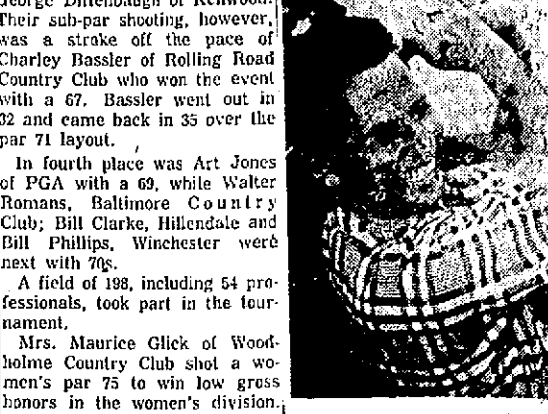 George Diffenbaugh of Kenwood.
Their sub-par shooting, however,
was a stroke off the pace of
Charley Bassler of Rolling Road
Country Club who won the event
with a 67. Bassler went out in
32 and came back in 35 over the
par 71 layout.
In fourth place was Art Jones
of PGA with a 69, while Walter
Romans, Baltimore Country
Club; Bill Clarke, Hillendale and
Bill Phillips, Winchester were
next with 70s.
A field of 198, including 54 pro-
fessionals, took part in the tour-
nament.
Mrs. Maurice Glick of Wood-
holme Country Club shot a wo-
men's par 75 to win low gross
honors in the women's division.